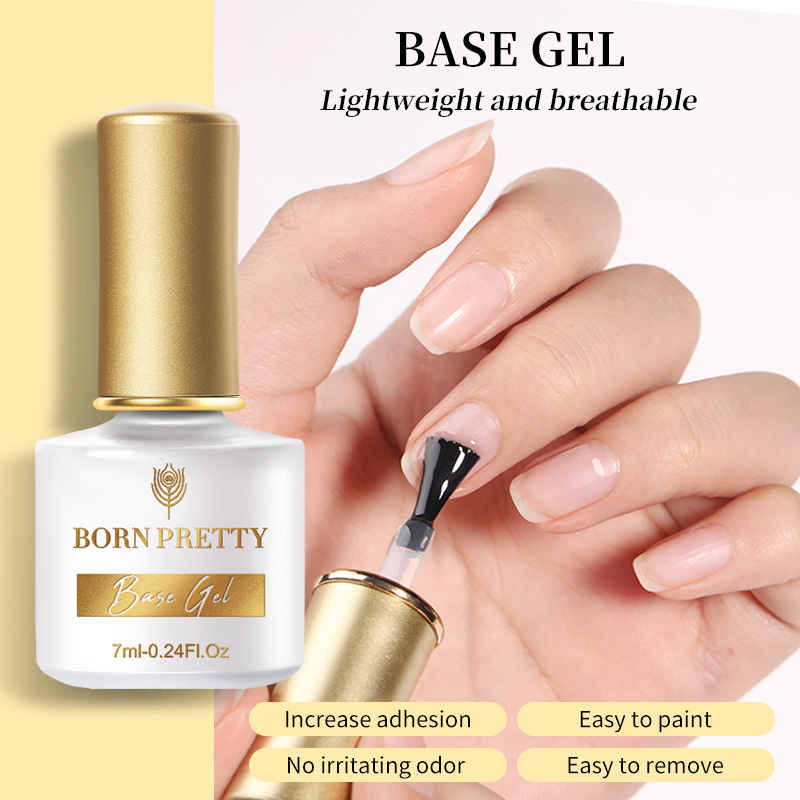 BASE GEL
Lightweight and breathable
BORN PRETTY
Base Gel
7ml-0.24Fl.Oz
Increase adhesion
Easy to paint
No irritating odor
Easy to remove